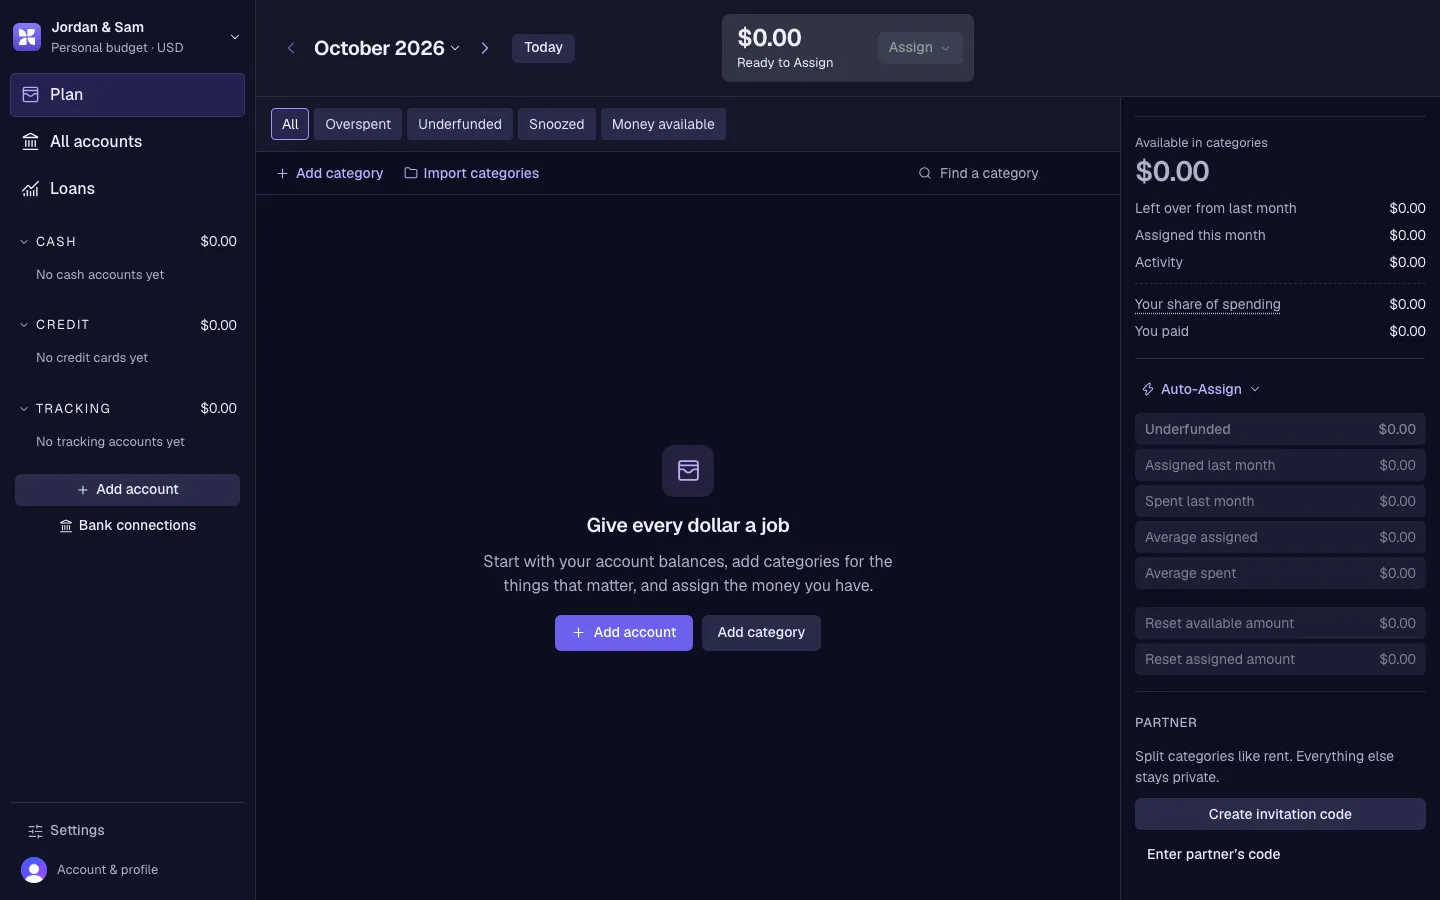 Jordan & Sam
Personal budget · USD
Plan
All accounts
Loans
CASH $0.00
No cash accounts yet
CREDIT $0.00
No credit cards yet
TRACKING $0.00
No tracking accounts yet
Add account
Bank connections
Settings
Account & profile
October 2026
Today
$0.00
Ready to Assign
Assign
All Overspent Underfunded Snoozed Money available
Add category Import categories Find a category
Give every dollar a job
Start with your account balances, add categories for the
things that matter, and assign the money you have.
Add account Add category
Available in categories
$0.00
Left over from last month $0.00
Assigned this month $0.00
Activity $0.00
Your share of spending $0.00
You paid $0.00
Auto-Assign
Underfunded $0.00
Assigned last month $0.00
Spent last month $0.00
Average assigned $0.00
Average spent $0.00
Reset available amount $0.00
Reset assigned amount $0.00
PARTNER
Split categories like rent. Everything else
stays private.
Create invitation code
Enter partner’s code